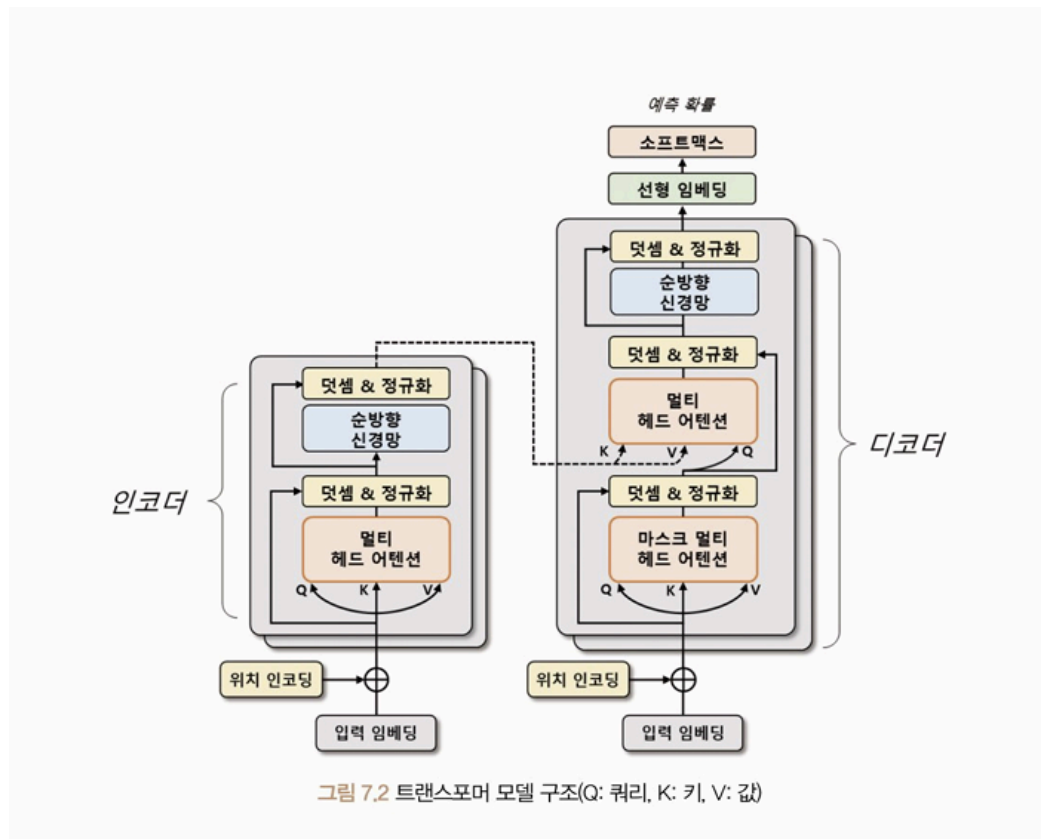 예측 확률
소프트맥스
선형 임베딩
덧셈 & 정규화
순방향
신경망
덧셈 & 정규화
멀티
헤드 어텐션
K
V
Q
덧셈 & 정규화
마스크 멀티
헤드 어텐션
Q
K
V
디코더
위치 인코딩
입력 임베딩
덧셈 & 정규화
순방향
신경망
덧셈 & 정규화
멀티
헤드 어텐션
Q
K
V
인코더
위치 인코딩
입력 임베딩
그림 7.2 트랜스포머 모델 구조(Q: 쿼리, K: 키, V: 값)